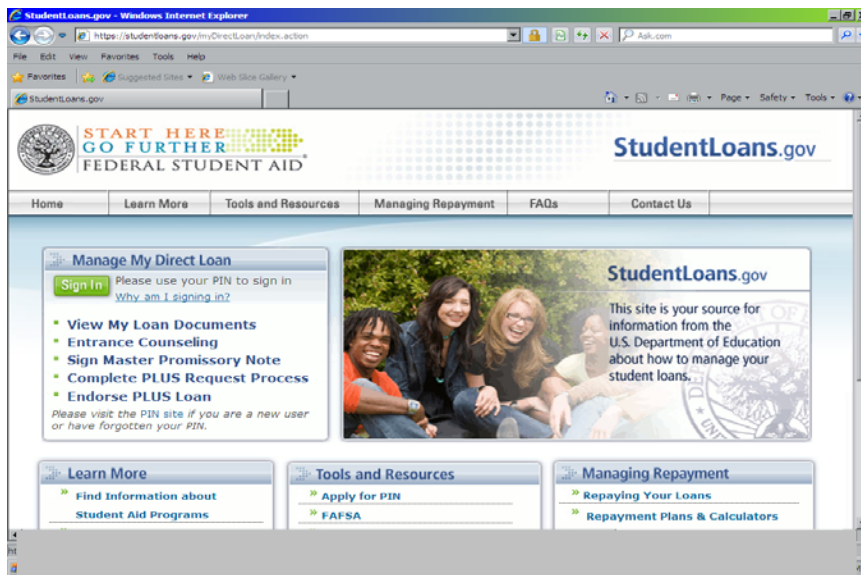 StudentLoans.gov - Windows Internet Explorer
https://studentloans.gov/myDirectLoan/index.action
Ask.com
File Edit View Favorites Tools Help
Favorites Suggested Sites Web Slice Gallery
StudentLoans.gov
Page Safety Tools
START HERE
GO FURTHER
FEDERAL STUDENT AID
StudentLoans.gov
Home Learn More Tools and Resources Managing Repayment FAQs Contact Us
Manage My Direct Loan
Sign In
Please use your PIN to sign in
Why am I signing in?
View My Loan Documents
Entrance Counseling
Sign Master Promissory Note
Complete PLUS Request Process
Endorse PLUS Loan
Please visit the PIN site if you are a new user
or have forgotten your PIN.
StudentLoans.gov
This site is your source for
information from the
U.S. Department of Education
about how to manage your
student loans.
Learn More
Find Information about
Student Aid Programs
Tools and Resources
Apply for PIN
FAFSA
Managing Repayment
Repaying Your Loans
Repayment Plans & Calculators